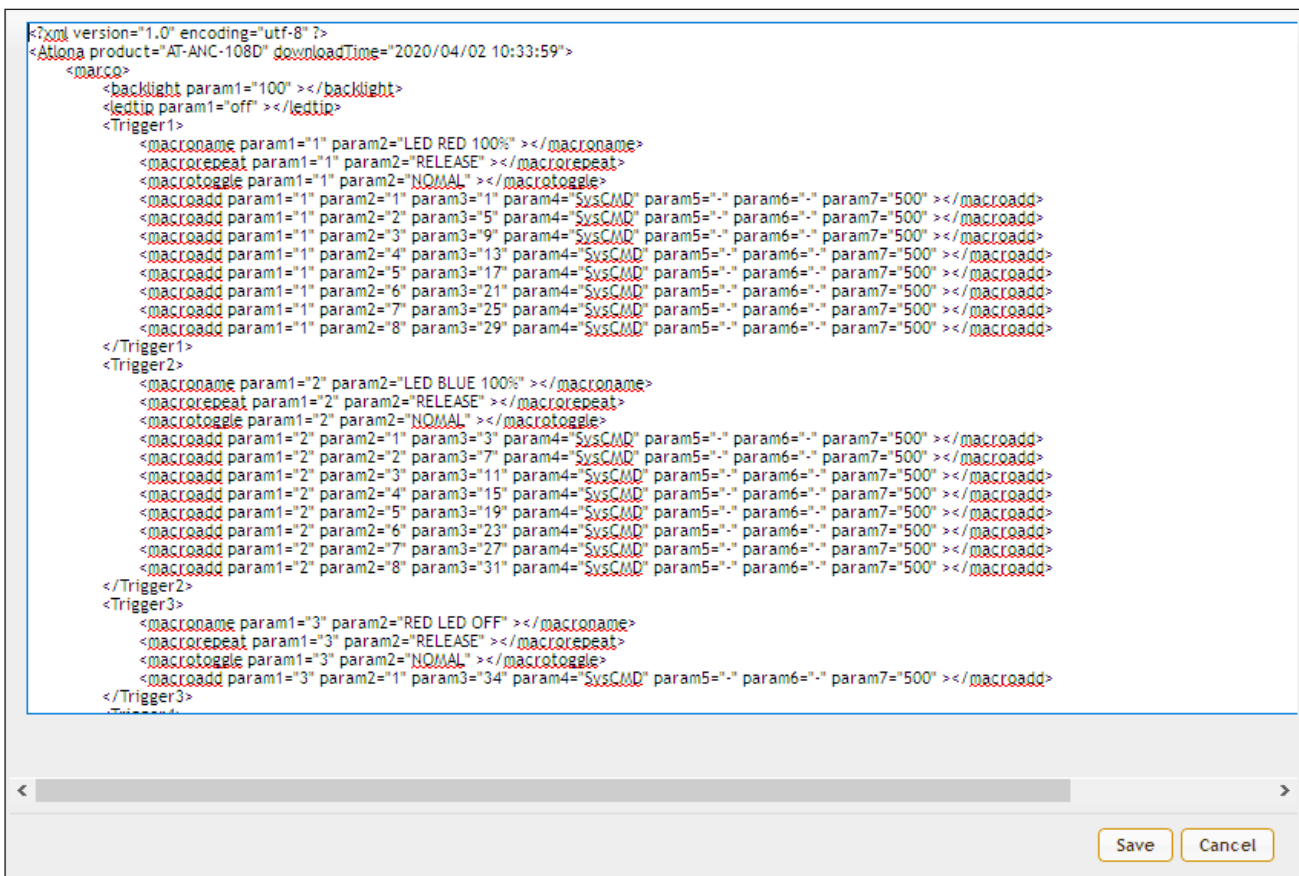 <?xml version="1.0" encoding="utf-8" ?>
<Atlona product="AT-ANC-108D" downloadTime="2020/04/02 10:33:59">
<marco>
<backlight param1="100" ></backlight>
<ledtip param1="off" ></ledtip>
<Trigger1>
<macroname param1="1" param2="LED RED 100%" ></macroname>
<macrorepeat param1="1" param2="RELEASE" ></macrorepeat>
<macrotoggle param1="1" param2="NOMAL" ></macrotoggle>
<macroadd param1="1" param2="1" param3="1" param4="SysCMD" param5="-" param6="-" param7="500" ></macroadd>
<macroadd param1="1" param2="2" param3="5" param4="SysCMD" param5="-" param6="-" param7="500" ></macroadd>
<macroadd param1="1" param2="3" param3="9" param4="SysCMD" param5="-" param6="-" param7="500" ></macroadd>
<macroadd param1="1" param2="4" param3="13" param4="SysCMD" param5="-" param6="-" param7="500" ></macroadd>
<macroadd param1="1" param2="5" param3="17" param4="SysCMD" param5="-" param6="-" param7="500" ></macroadd>
<macroadd param1="1" param2="6" param3="21" param4="SysCMD" param5="-" param6="-" param7="500" ></macroadd>
<macroadd param1="1" param2="7" param3="25" param4="SysCMD" param5="-" param6="-" param7="500" ></macroadd>
<macroadd param1="1" param2="8" param3="29" param4="SysCMD" param5="-" param6="-" param7="500" ></macroadd>
</Trigger1>
<Trigger2>
<macroname param1="2" param2="LED BLUE 100%" ></macroname>
<macrorepeat param1="2" param2="RELEASE" ></macrorepeat>
<macrotoggle param1="2" param2="NOMAL" ></macrotoggle>
<macroadd param1="2" param2="1" param3="3" param4="SysCMD" param5="-" param6="-" param7="500" ></macroadd>
<macroadd param1="2" param2="2" param3="7" param4="SysCMD" param5="-" param6="-" param7="500" ></macroadd>
<macroadd param1="2" param2="3" param3="11" param4="SysCMD" param5="-" param6="-" param7="500" ></macroadd>
<macroadd param1="2" param2="4" param3="15" param4="SysCMD" param5="-" param6="-" param7="500" ></macroadd>
<macroadd param1="2" param2="5" param3="19" param4="SysCMD" param5="-" param6="-" param7="500" ></macroadd>
<macroadd param1="2" param2="6" param3="23" param4="SysCMD" param5="-" param6="-" param7="500" ></macroadd>
<macroadd param1="2" param2="7" param3="27" param4="SysCMD" param5="-" param6="-" param7="500" ></macroadd>
<macroadd param1="2" param2="8" param3="31" param4="SysCMD" param5="-" param6="-" param7="500" ></macroadd>
</Trigger2>
<Trigger3>
<macroname param1="3" param2="RED LED OFF" ></macroname>
<macrorepeat param1="3" param2="RELEASE" ></macrorepeat>
<macrotoggle param1="3" param2="NOMAL" ></macrotoggle>
<macroadd param1="3" param2="1" param3="34" param4="SysCMD" param5="-" param6="-" param7="500" ></macroadd>
</Trigger3>
Save Cancel